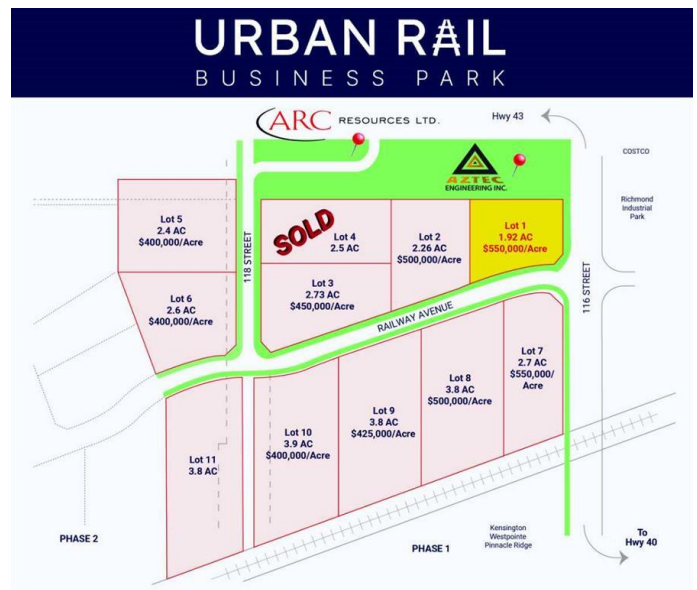 URBAN RAIL
BUSINESS PARK
ARC RESOURCES LTD.
Hwy 43
COSTCO
AZTEC
ENGINEERING INC.
Richmond
Industrial
Park
Lot 5
2.4 AC
$400,000/Acre
118 STREET
SOLD
Lot 4
2.5 AC
Lot 2
2.26 AC
$500,000/Acre
Lot 1
1.92 AC
$550,000/Acre
Lot 6
2.6 AC
$400,000/Acre
Lot 3
2.73 AC
$450,000/Acre
116 STREET
RAILWAY AVENUE
Lot 7
2.7 AC
$550,000/
Acre
Lot 8
3.8 AC
$500,000/Acre
Lot 9
3.8 AC
$425,000/Acre
Lot 10
3.9 AC
$400,000/Acre
Lot 11
3.8 AC
PHASE 2
PHASE 1
Kensington
Westpointe
Pinnacle Ridge
To
Hwy 40